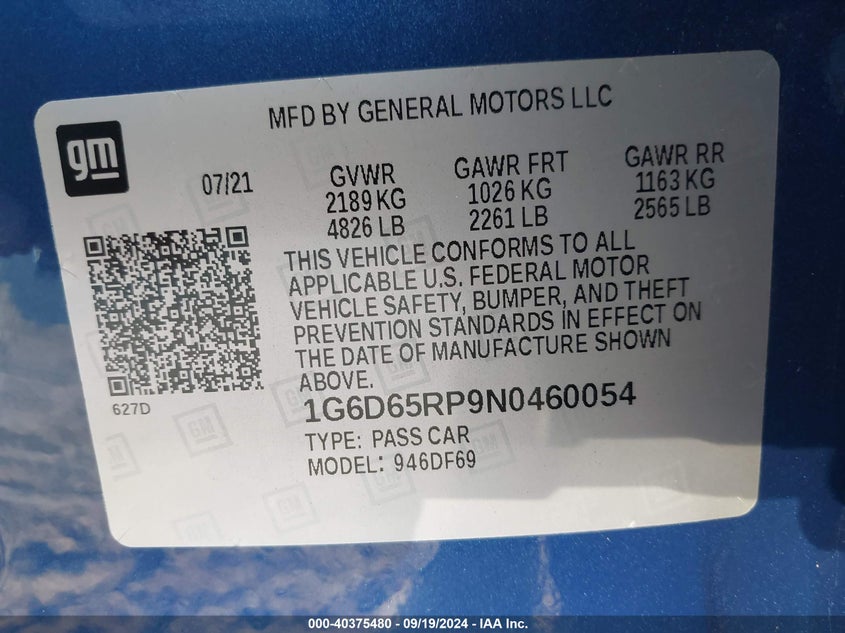 MFD BY GENERAL MOTORS LLC
gm
07/21
GVWR
2189 KG
4826 LB
GAWR FRT
1026 KG
2261 LB
GAWR RR
1163 KG
2565 LB
THIS VEHICLE CONFORMS TO ALL
APPLICABLE U.S. FEDERAL MOTOR
VEHICLE SAFETY, BUMPER, AND THEFT
PREVENTION STANDARDS IN EFFECT ON
THE DATE OF MANUFACTURE SHOWN
ABOVE.
627D
1G6D65RP9N0460054
TYPE: PASS CAR
MODEL: 946DF69
000-40375480 - 09/19/2024 - IAA Inc.